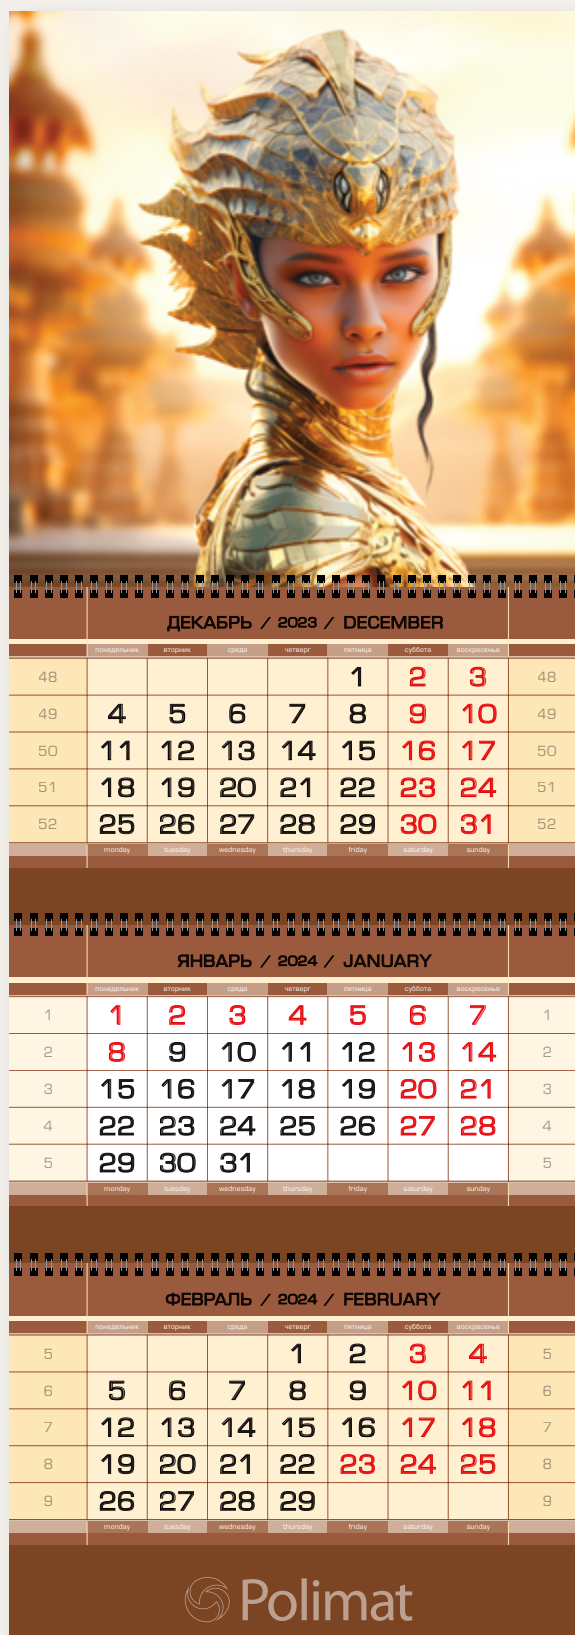 ДЕКАБРЬ / 2023 / DECEMBER
понедельник вторник среда четверг пятница суббота воскресенье
48 1 2 3 48
49 4 5 6 7 8 9 10 49
50 11 12 13 14 15 16 17 50
51 18 19 20 21 22 23 24 51
52 25 26 27 28 29 30 31 52
monday tuesday wednesday thursday friday saturday sunday
ЯНВАРЬ / 2024 / JANUARY
понедельник вторник среда четверг пятница суббота воскресенье
1 1 2 3 4 5 6 7 1
2 8 9 10 11 12 13 14 2
3 15 16 17 18 19 20 21 3
4 22 23 24 25 26 27 28 4
5 29 30 31 5
monday tuesday wednesday thursday friday saturday sunday
ФЕВРАЛЬ / 2024 / FEBRUARY
понедельник вторник среда четверг пятница суббота воскресенье
5 1 2 3 4 5
6 5 6 7 8 9 10 11 6
7 12 13 14 15 16 17 18 7
8 19 20 21 22 23 24 25 8
9 26 27 28 29 9
monday tuesday wednesday thursday friday saturday sunday
Polimat